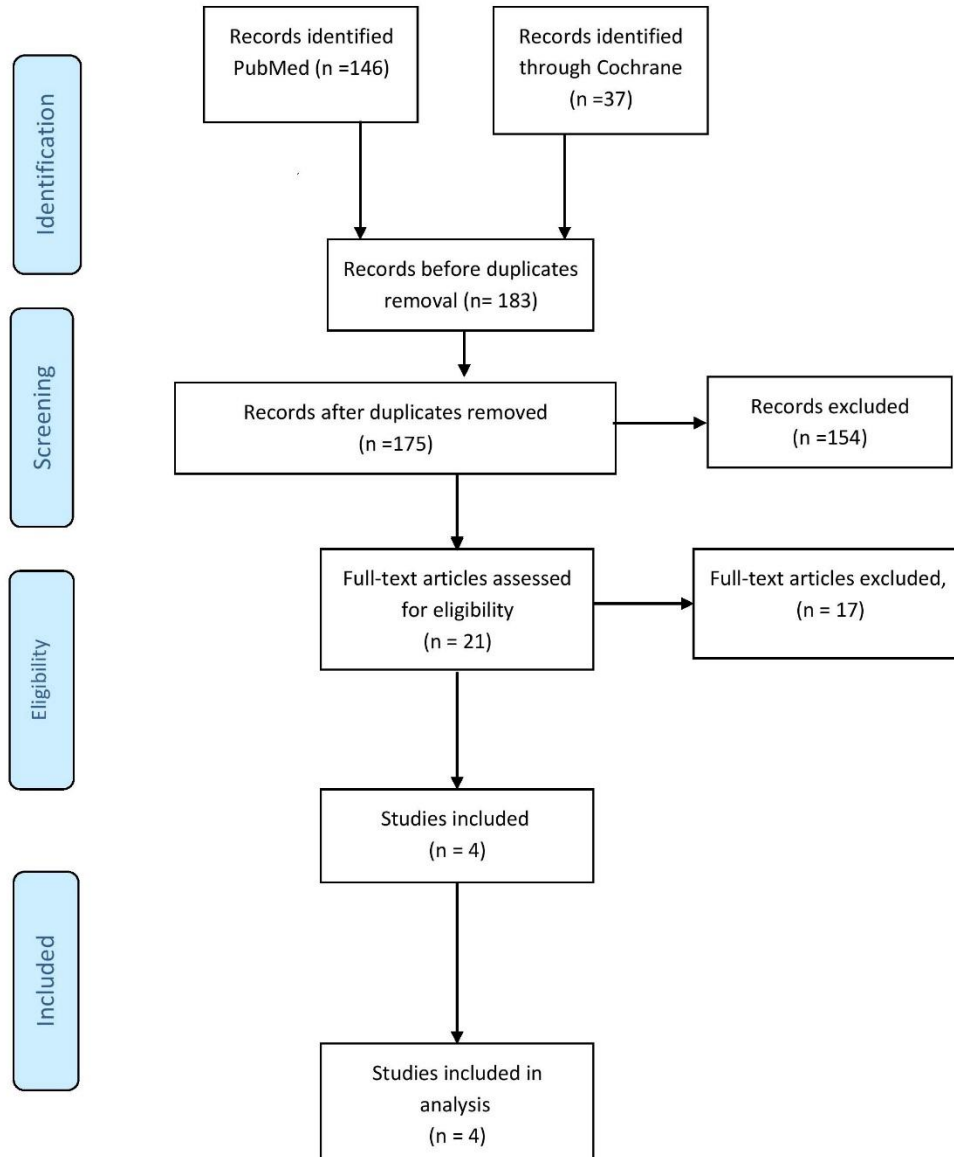 Records identified
PubMed (n =146)
Records identified
through Cochrane
(n =37)
Identification
Records before duplicates
removal (n= 183)
Screening
Records after duplicates removed
(n =175)
Records excluded
(n =154)
Full-text articles assessed
for eligibility
(n = 21)
Full-text articles excluded,
(n = 17)
Eligibility
Studies included
(n = 4)
Included
Studies included in
analysis
(n = 4)